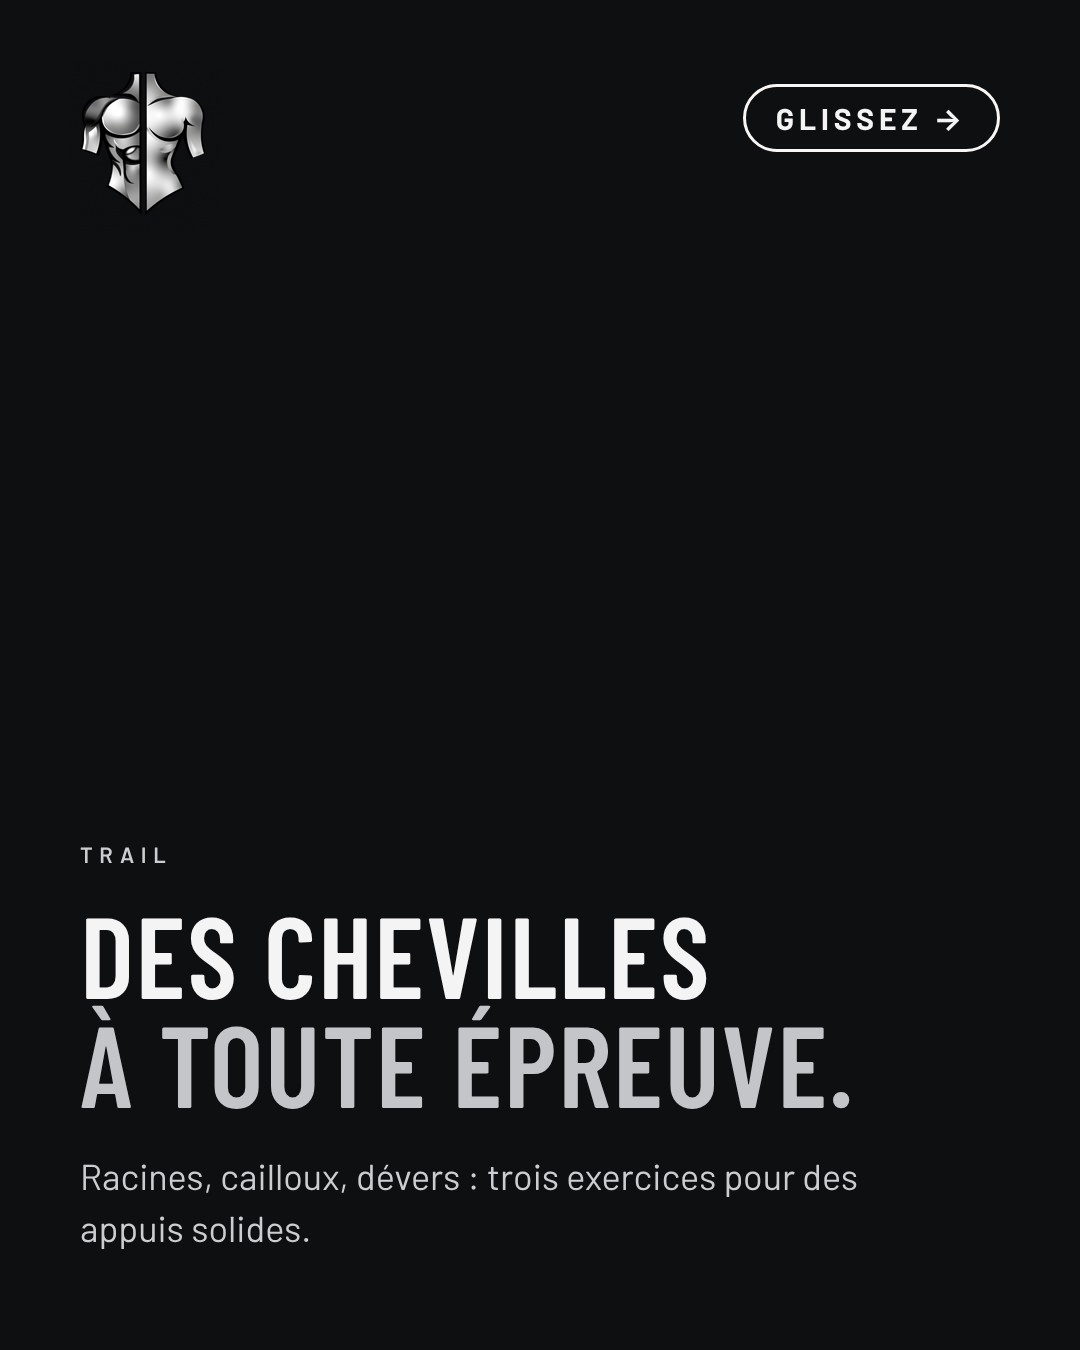 GLISSEZ →
TRAIL
DES CHEVILLES
À TOUTE ÉPREUVE.
Racines, cailloux, dévers : trois exercices pour des
appuis solides.